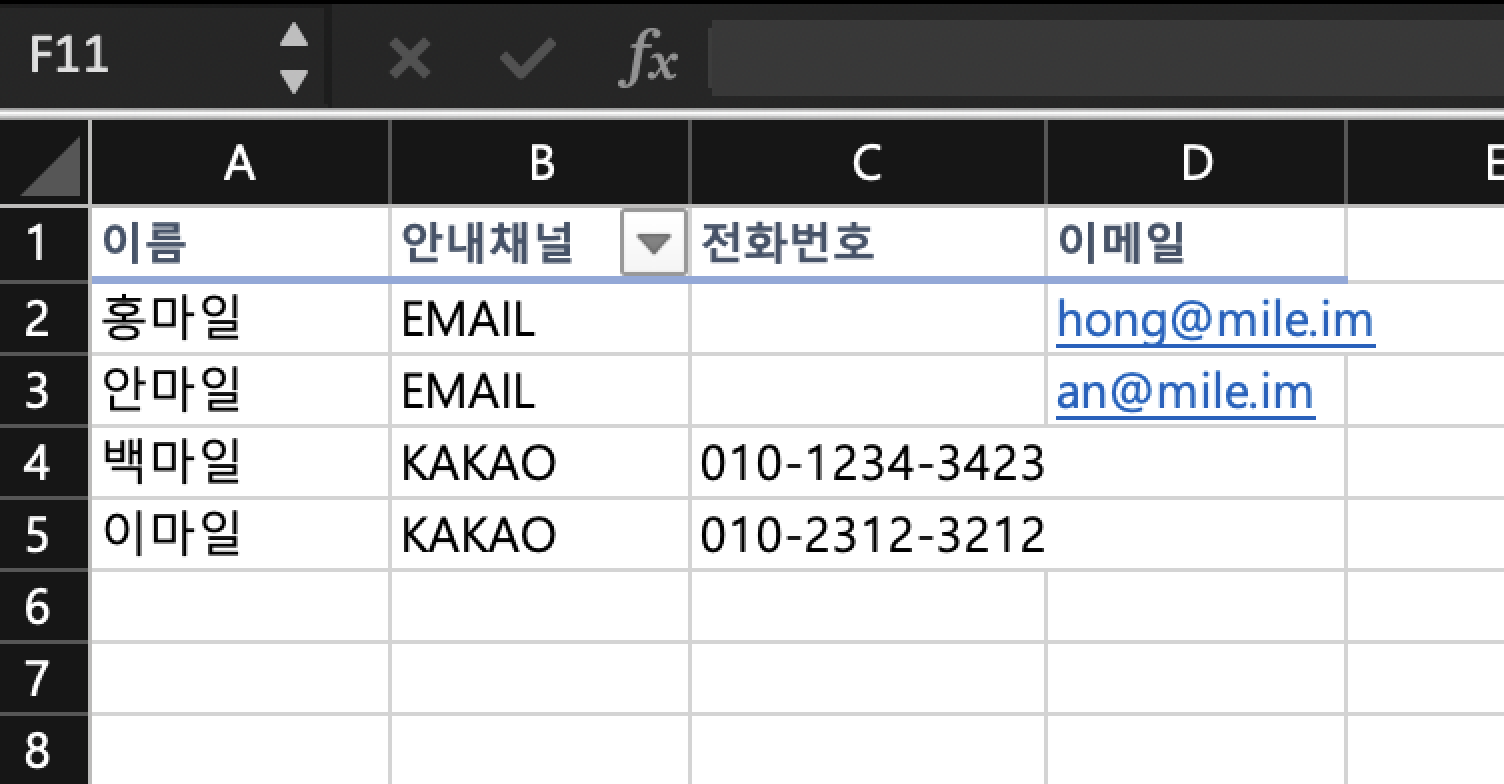 F11 fx
A B C D E
1 이름 안내채널 전화번호 이메일
2 홍마일 EMAIL hong@mile.im
3 안마일 EMAIL an@mile.im
4 백마일 KAKAO 010-1234-3423
5 이마일 KAKAO 010-2312-3212
6
7
8